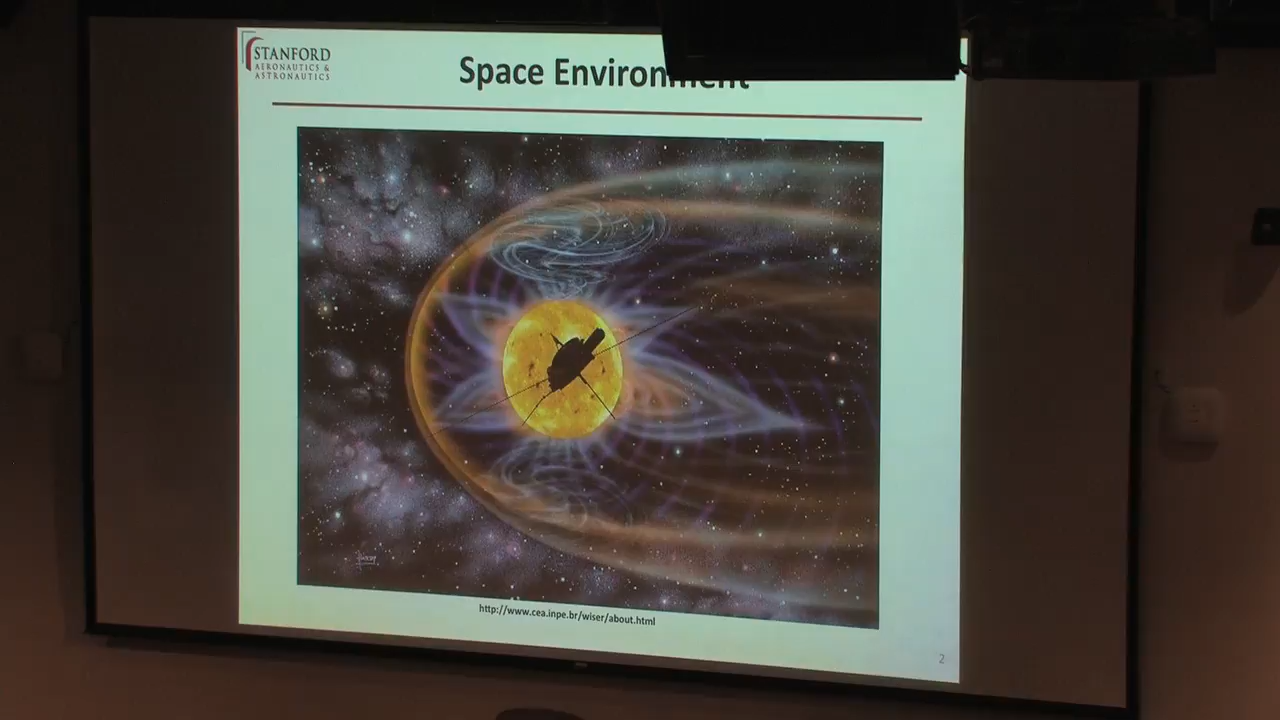 STANFORD
AERONAUTICS &
ASTRONAUTICS
Space Environment
http://www.cea.inpe.br/wiser/about.html
2